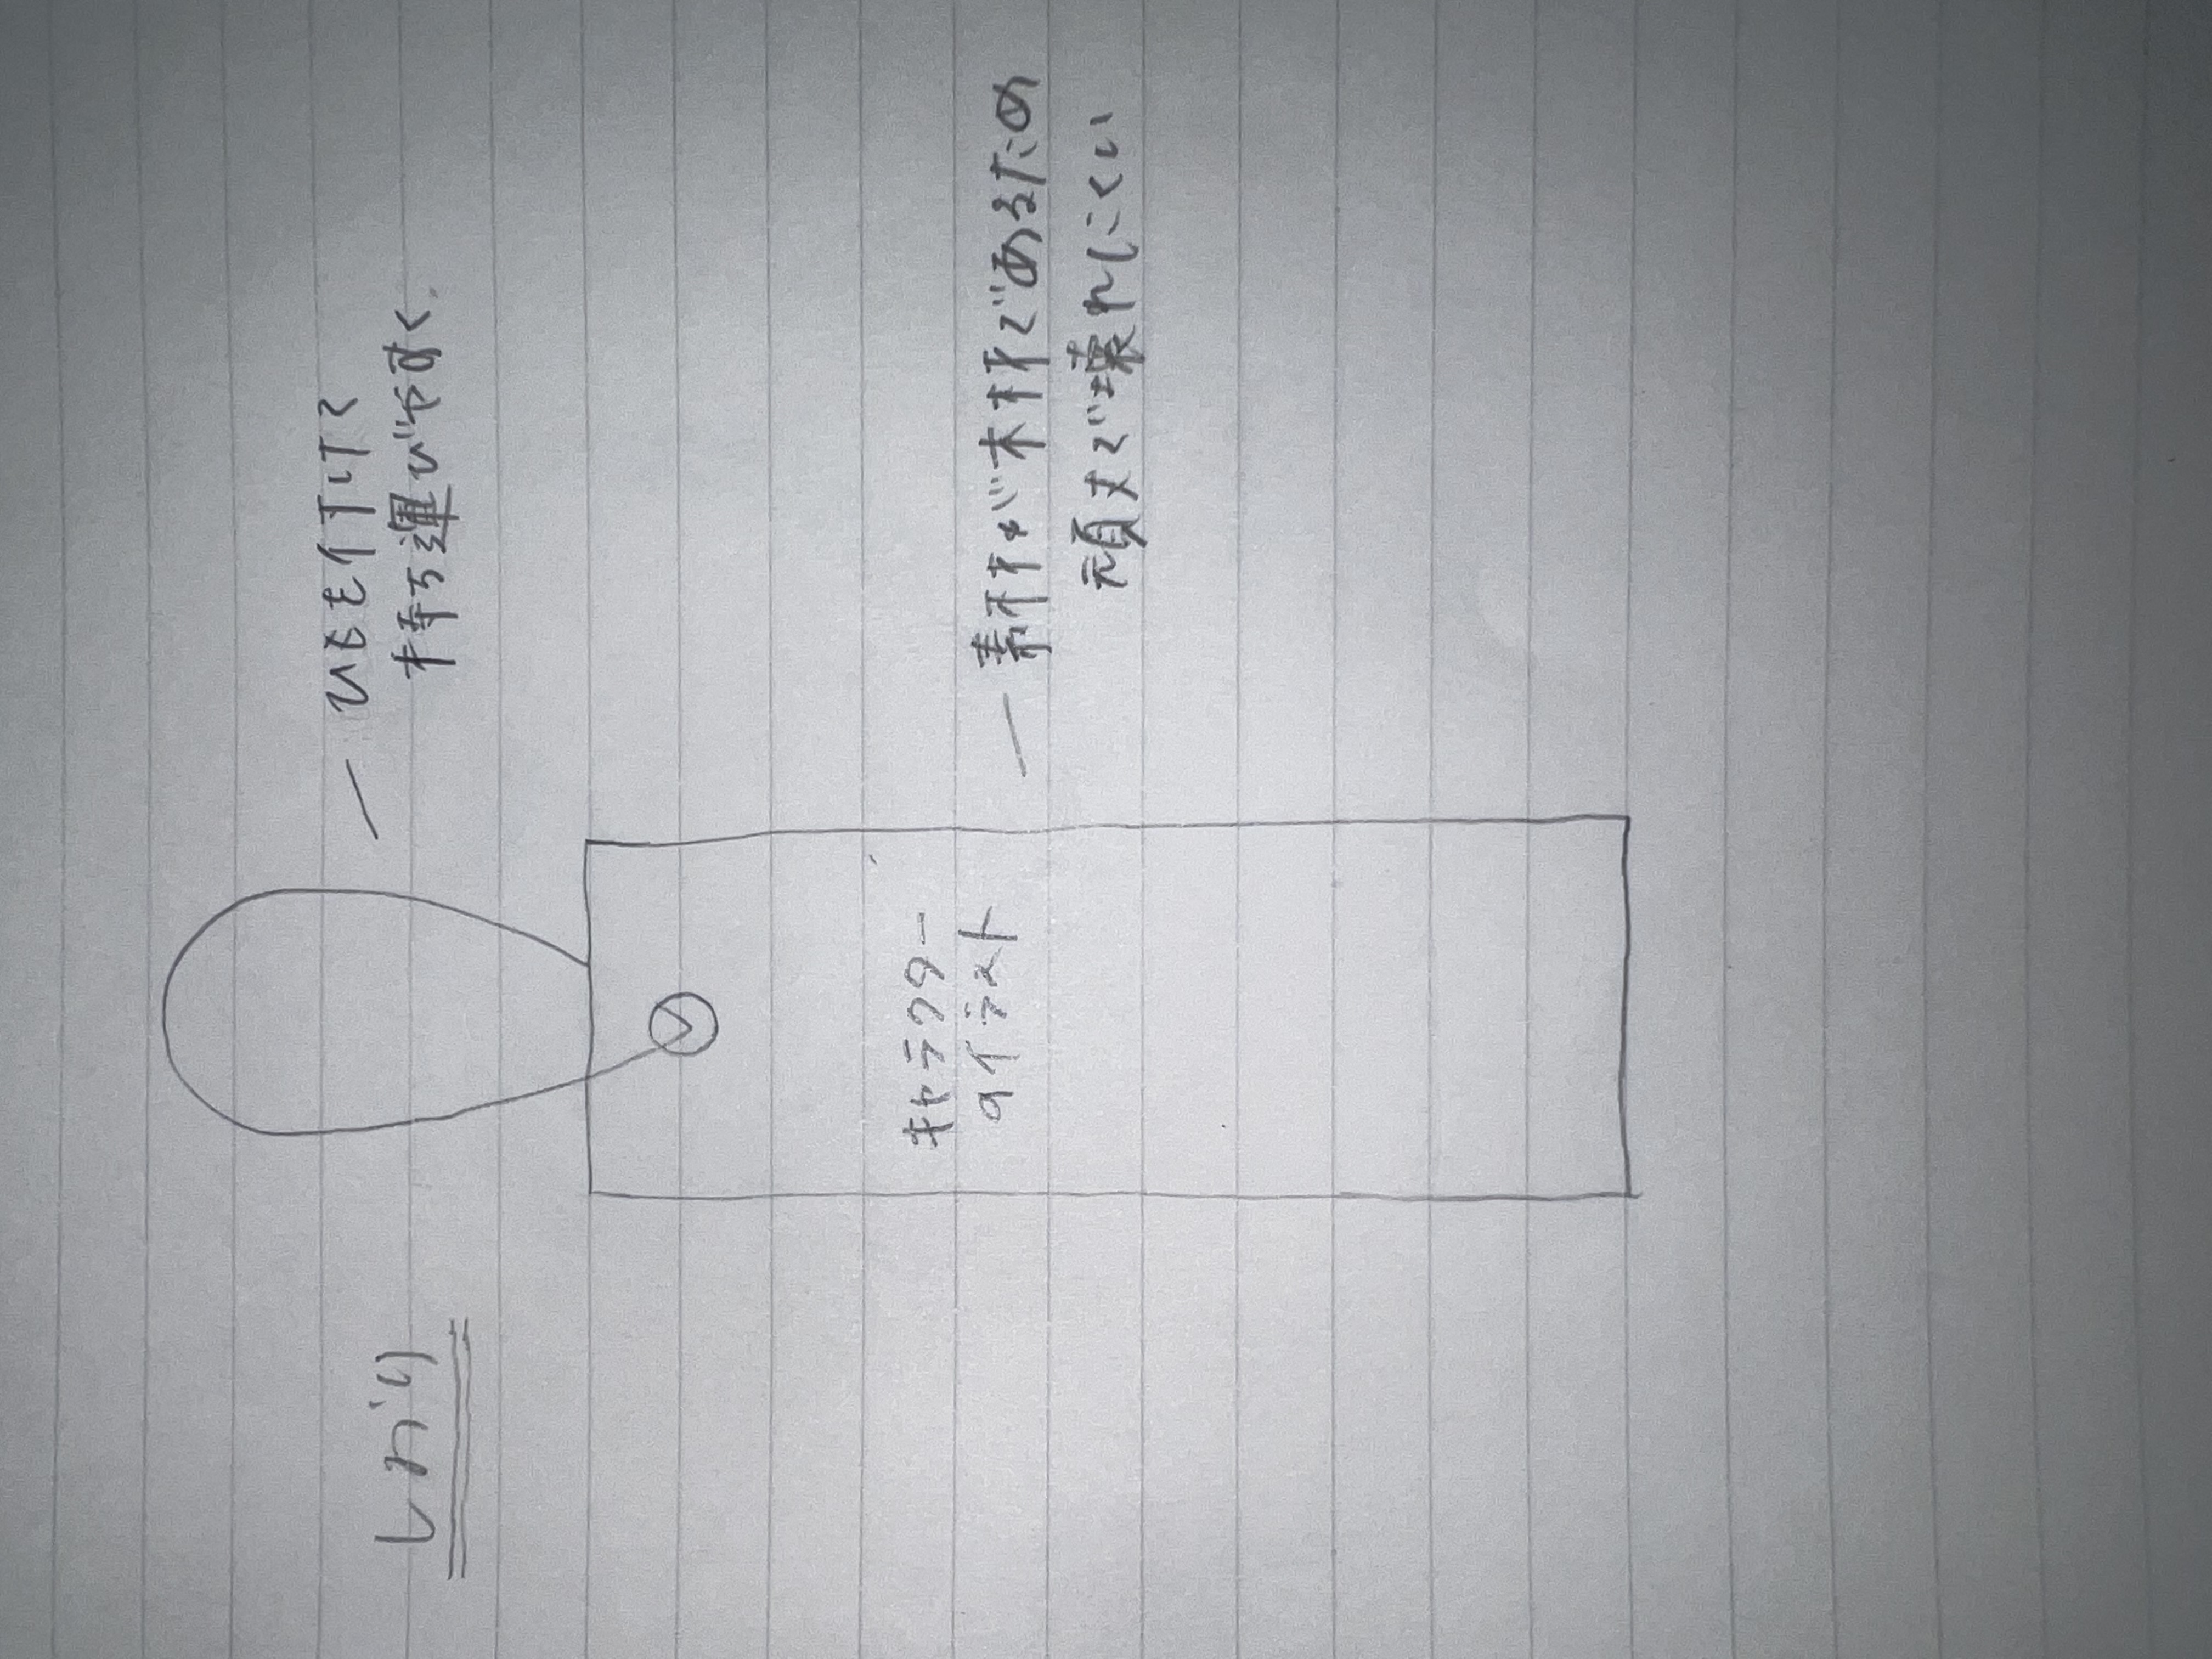 しおり
ひもを付けて
持ち運びやすく
キャラクター
のイラスト
素材が木材であるため
頑丈で壊れにくい